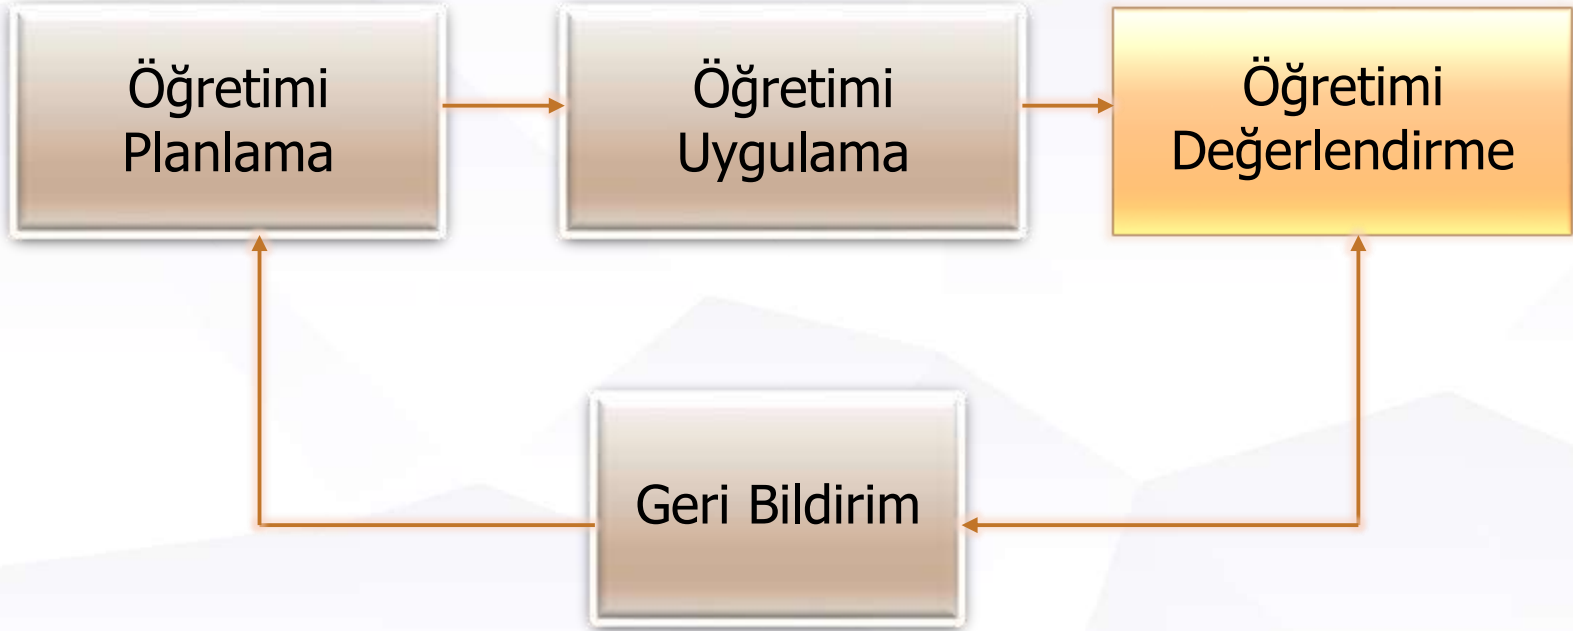 Öğretimi
Planlama
Öğretimi
Uygulama
Öğretimi
Değerlendirme
Geri Bildirim